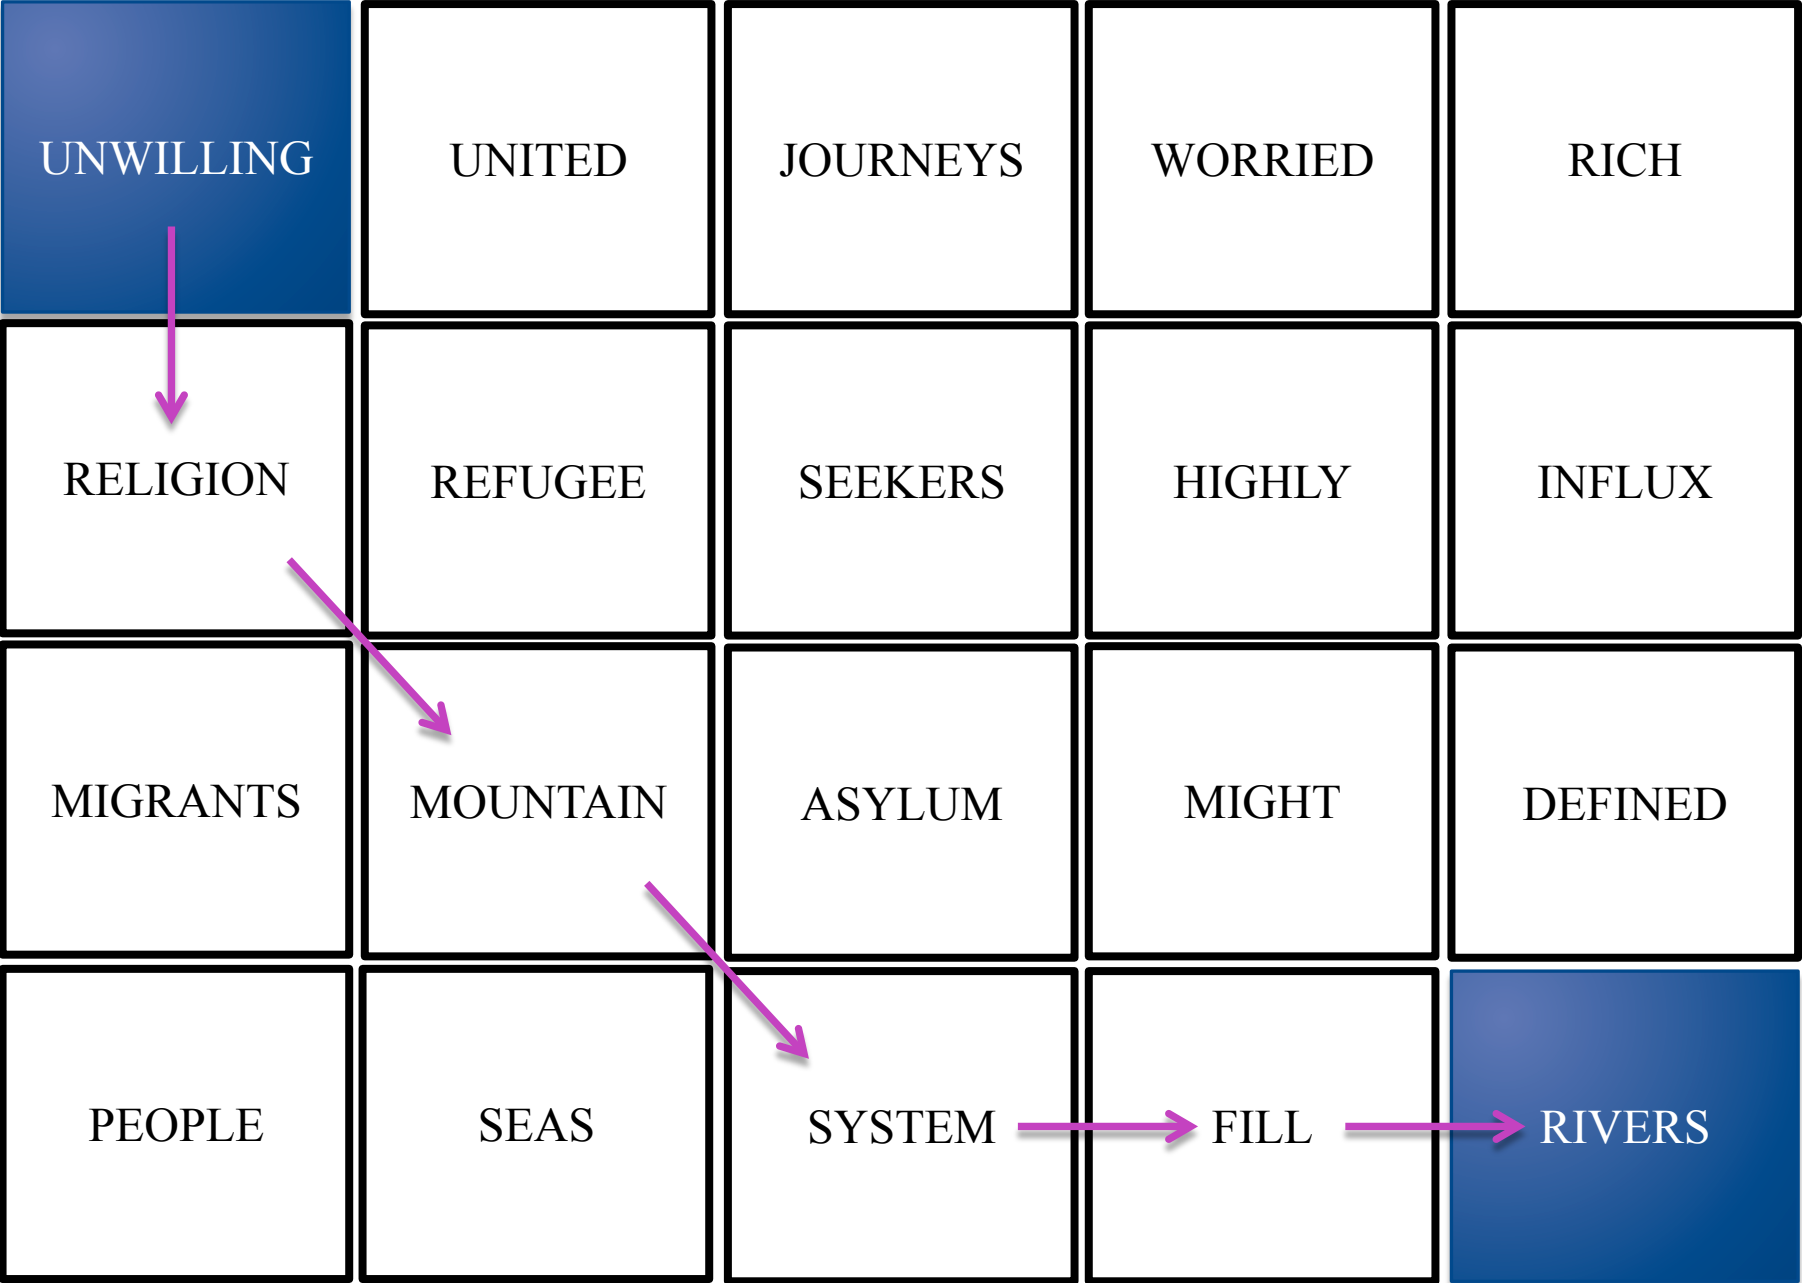 UNWILLING
UNITED
JOURNEYS
WORRIED
RICH
RELIGION
REFUGEE
SEEKERS
HIGHLY
INFLUX
MIGRANTS
MOUNTAIN
ASYLUM
MIGHT
DEFINED
PEOPLE
SEAS
SYSTEM
FILL
RIVERS